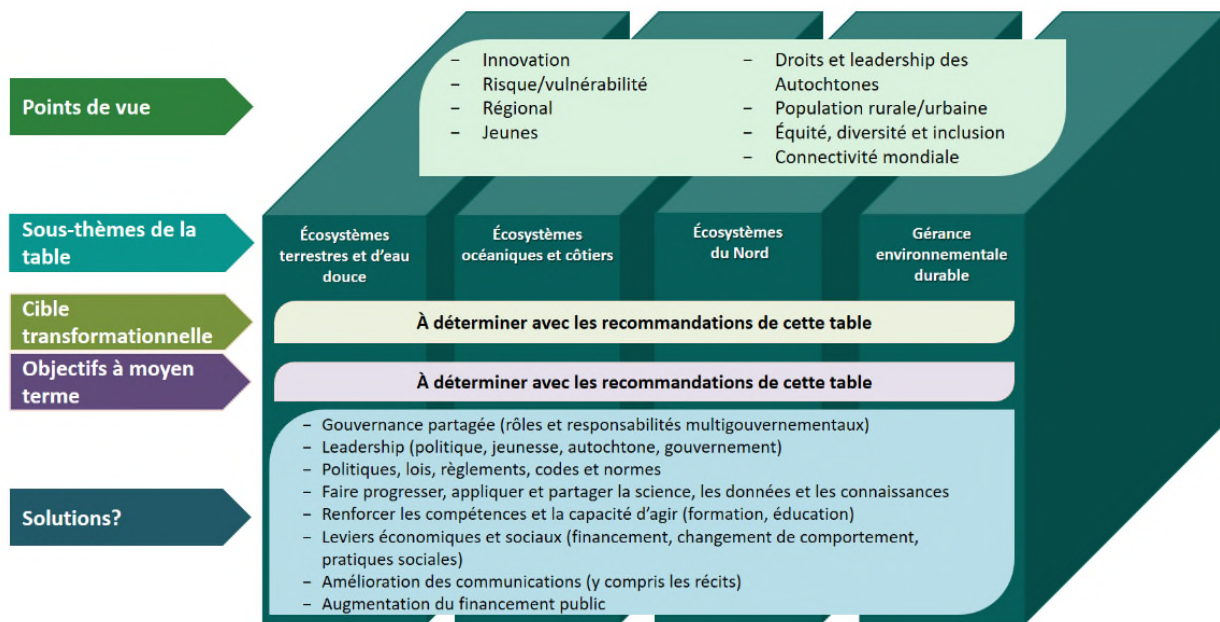 Points de vue
– Innovation
– Risque/vulnérabilité
– Régional
– Jeunes
– Droits et leadership des
Autochtones
– Population rurale/urbaine
– Équité, diversité et inclusion
– Connectivité mondiale
Sous-thèmes de la
table
Écosystèmes
terrestres et d'eau
douce
Écosystèmes
océaniques et côtiers
Écosystèmes
du Nord
Gérance
environnementale
durable
Cible
transformationnelle
À déterminer avec les recommandations de cette table
Objectifs à moyen
terme
À déterminer avec les recommandations de cette table
Solutions?
– Gouvernance partagée (rôles et responsabilités multigouvernementaux)
– Leadership (politique, jeunesse, autochtone, gouvernement)
– Politiques, lois, règlements, codes et normes
– Faire progresser, appliquer et partager la science, les données et les connaissances
– Renforcer les compétences et la capacité d'agir (formation, éducation)
– Leviers économiques et sociaux (financement, changement de comportement,
pratiques sociales)
– Amélioration des communications (y compris les récits)
– Augmentation du financement public